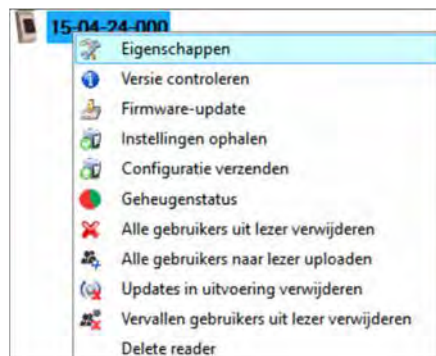 15-04-24-000
Eigenschappen
Versie controleren
Firmware-update
Instellingen ophalen
Configuratie verzenden
Geheugenstatus
Alle gebruikers uit lezer verwijderen
Alle gebruikers naar lezer uploaden
Updates in uitvoering verwijderen
Vervallen gebruikers uit lezer verwijderen
Delete reader